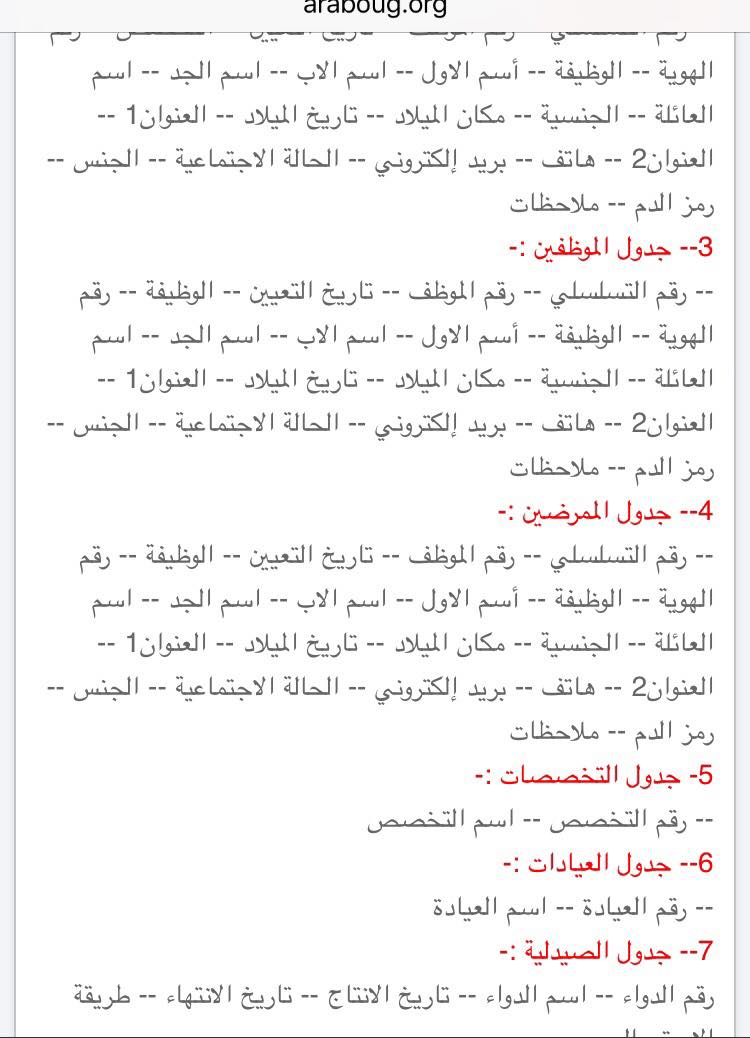 araboug.org
الهوية -- الوظيفة -- أسم الاول -- اسم الاب -- اسم الجد -- اسم
العائلة -- الجنسية -- مكان الميلاد -- تاريخ الميلاد -- العنوان1 --
العنوان2 -- هاتف -- بريد إلكتروني -- الحالة الاجتماعية -- الجنس --
رمز الدم -- ملاحظات
3-- جدول الموظفين :-
-- رقم التسلسلي -- رقم الموظف -- تاريخ التعيين -- الوظيفة -- رقم
الهوية -- الوظيفة -- أسم الاول -- اسم الاب -- اسم الجد -- اسم
العائلة -- الجنسية -- مكان الميلاد -- تاريخ الميلاد -- العنوان1 --
العنوان2 -- هاتف -- بريد إلكتروني -- الحالة الاجتماعية -- الجنس --
رمز الدم -- ملاحظات
4-- جدول الممرضين :-
-- رقم التسلسلي -- رقم الموظف -- تاريخ التعيين -- الوظيفة -- رقم
الهوية -- الوظيفة -- أسم الاول -- اسم الاب -- اسم الجد -- اسم
العائلة -- الجنسية -- مكان الميلاد -- تاريخ الميلاد -- العنوان1 --
العنوان2 -- هاتف -- بريد إلكتروني -- الحالة الاجتماعية -- الجنس --
رمز الدم -- ملاحظات
5- جدول التخصصات :-
-- رقم التخصص -- اسم التخصص
6-- جدول العيادات :-
-- رقم العيادة -- اسم العيادة
7-- جدول الصيدلية :-
رقم الدواء -- اسم الدواء -- تاريخ الانتاج -- تاريخ الانتهاء -- طريقة